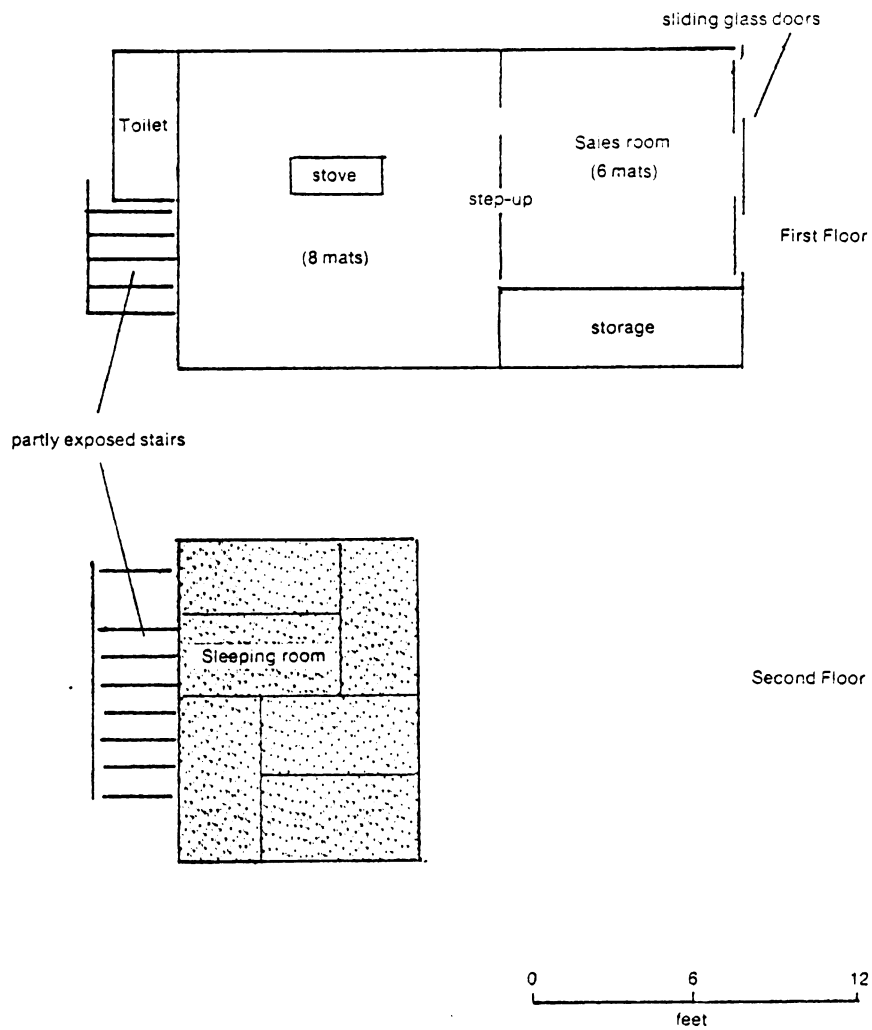 sliding glass doors
Toilet
stove
Sales room
(6 mats)
step-up
First Floor
(8 mats)
storage
partly exposed stairs
Sleeping room
Second Floor
0 6 12
feet